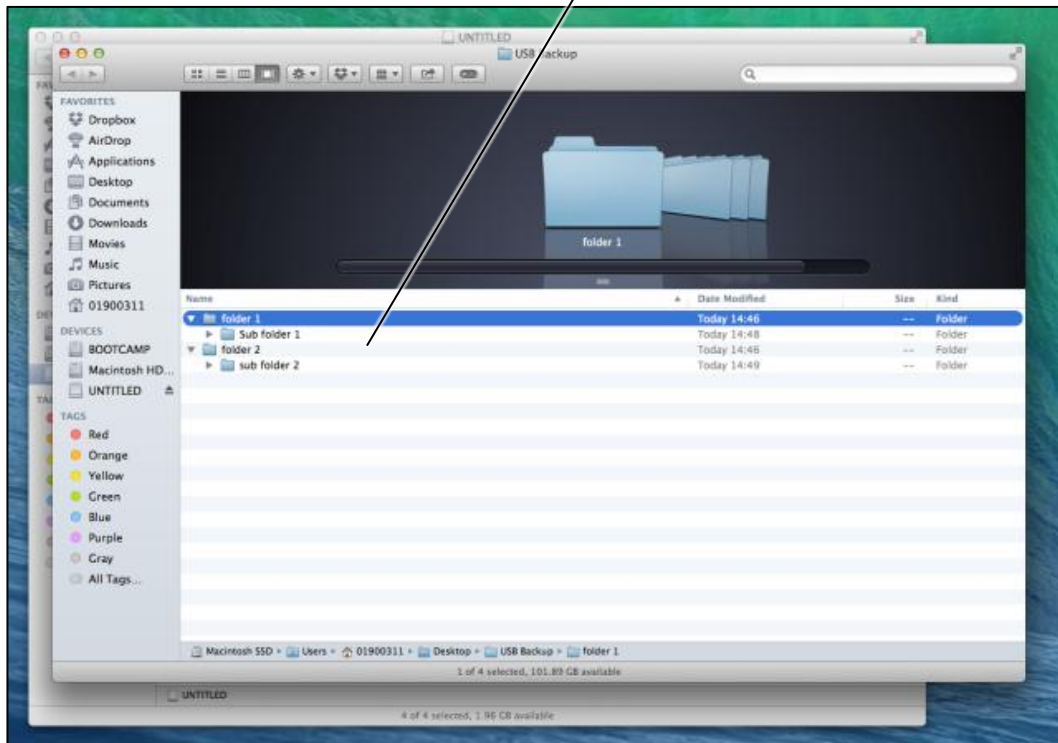 UNTITLED
USB Backup
FAVORITES
Dropbox
AirDrop
Applications
Desktop
Documents
Downloads
Movies
Music
Pictures
01900311
DEVICES
BOOTCAMP
Macintosh HD...
UNTITLED
TAGS
Red
Orange
Yellow
Green
Blue
Purple
Gray
All Tags...
folder 1
Name Date Modified Size Kind
folder 1 Today 14:46 -- Folder
Sub folder 1 Today 14:48 -- Folder
folder 2 Today 14:46 -- Folder
sub folder 2 Today 14:49 -- Folder
Macintosh SSD Users 01900311 Desktop USB Backup folder 1
1 of 4 selected, 101.89 GB available
UNTITLED
4 of 4 selected, 1.96 GB available